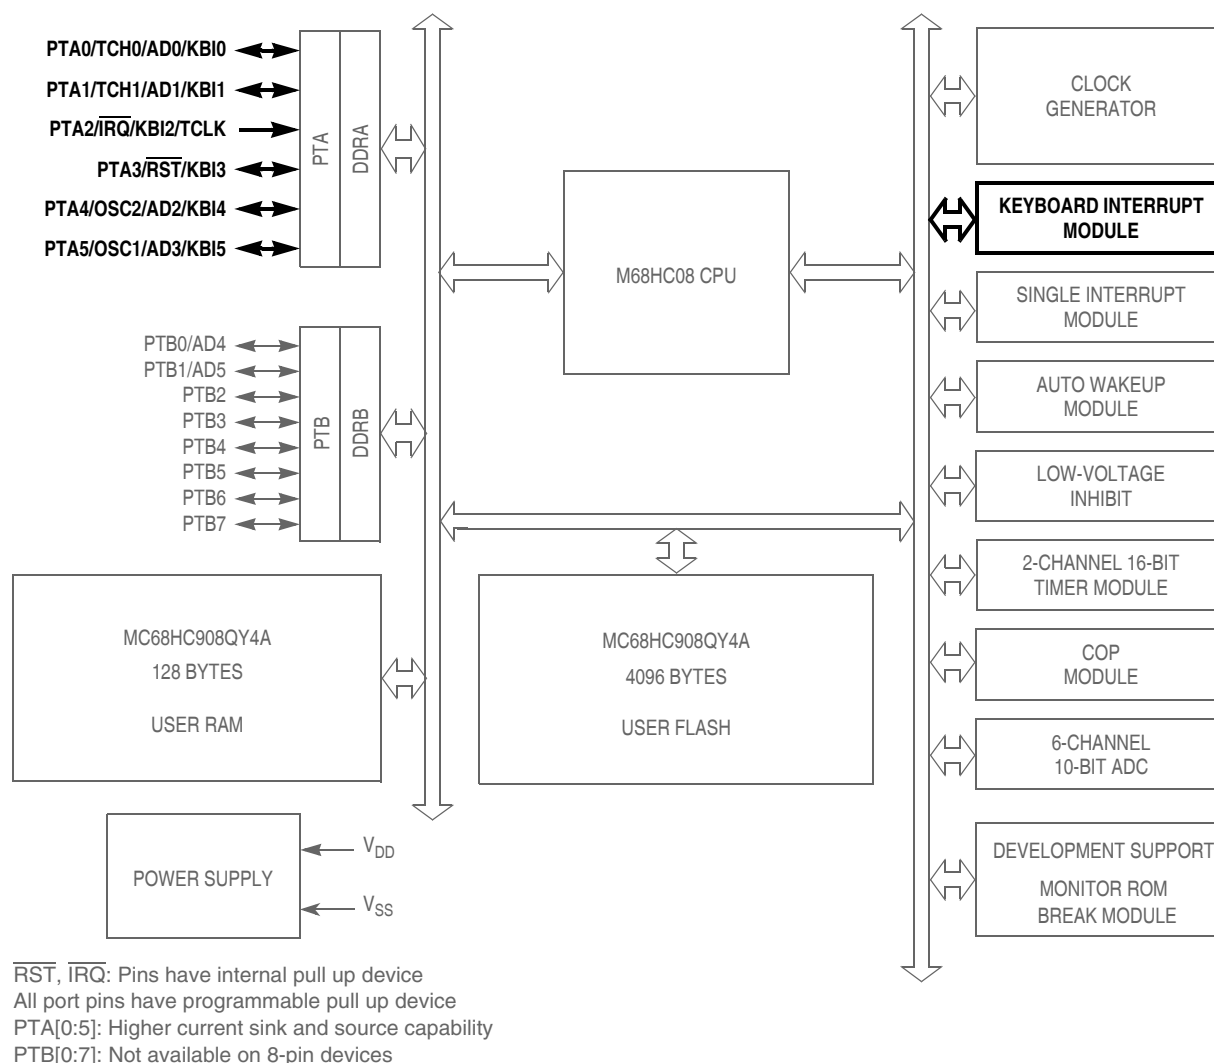 PTA0/TCH0/AD0/KBI0
PTA1/TCH1/AD1/KBI1
PTA2/IRQ/KBI2/TCLK
PTA3/RST/KBI3
PTA4/OSC2/AD2/KBI4
PTA5/OSC1/AD3/KBI5
PTA
DDRA
PTB0/AD4
PTB1/AD5
PTB2
PTB3
PTB4
PTB5
PTB6
PTB7
PTB
DDRB
M68HC08 CPU
MC68HC908QY4A
128 BYTES
USER RAM
MC68HC908QY4A
4096 BYTES
USER FLASH
POWER SUPPLY
VDD
VSS
CLOCK
GENERATOR
KEYBOARD INTERRUPT
MODULE
SINGLE INTERRUPT
MODULE
AUTO WAKEUP
MODULE
LOW-VOLTAGE
INHIBIT
2-CHANNEL 16-BIT
TIMER MODULE
COP
MODULE
6-CHANNEL
10-BIT ADC
DEVELOPMENT SUPPORT
MONITOR ROM
BREAK MODULE
RST, IRQ: Pins have internal pull up device
All port pins have programmable pull up device
PTA[0:5]: Higher current sink and source capability
PTB[0:7]: Not available on 8-pin devices